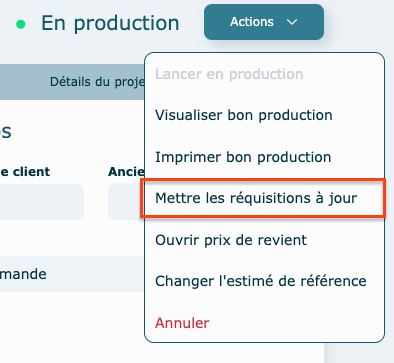 En production
Actions
Lancer en production
Détails du proje
Visualiser bon production
os
Imprimer bon production
e client
Ancie
Mettre les réquisitions à jour
Ouvrir prix de revient
mande
Changer l'estimé de référence
Annuler